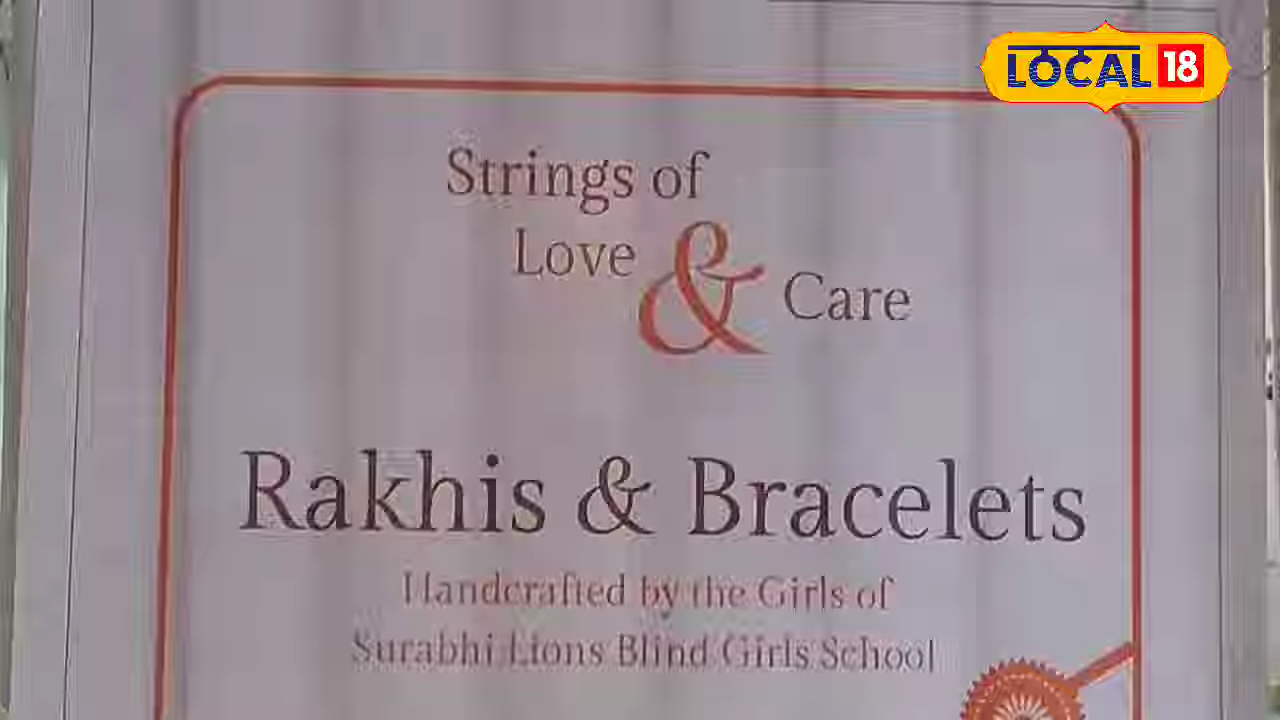 LOCAL 18
Strings of
Love & Care
Rakhis & Bracelets
Handcrafted by the Girls of
Surabhi Lions Blind Girls School